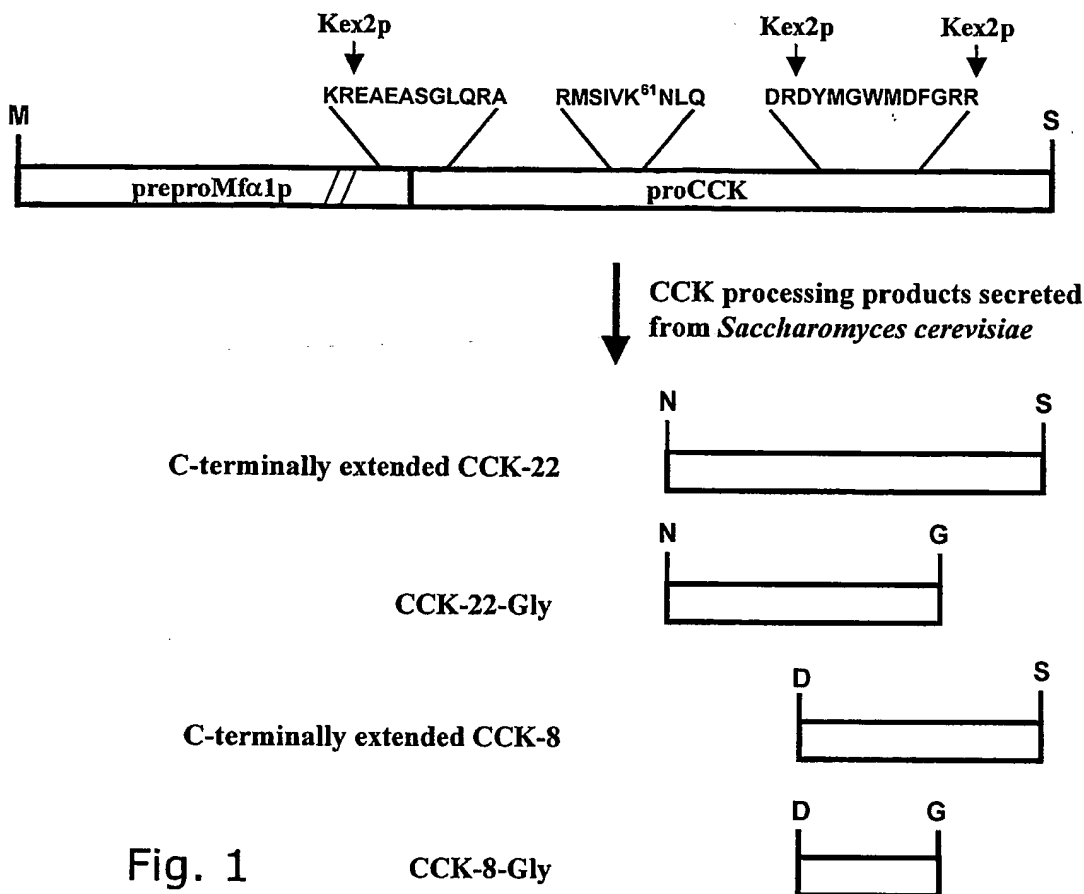 Kex2p Kex2p Kex2p
KREAEASGLQRA RMSIVK⁶¹NLQ DRDYMGWMDFGRR
M S
preproMfα1p proCCK
CCK processing products secreted
from Saccharomyces cerevisiae
N S
C-terminally extended CCK-22
N G
CCK-22-Gly
D S
C-terminally extended CCK-8
D G
Fig. 1 CCK-8-Gly